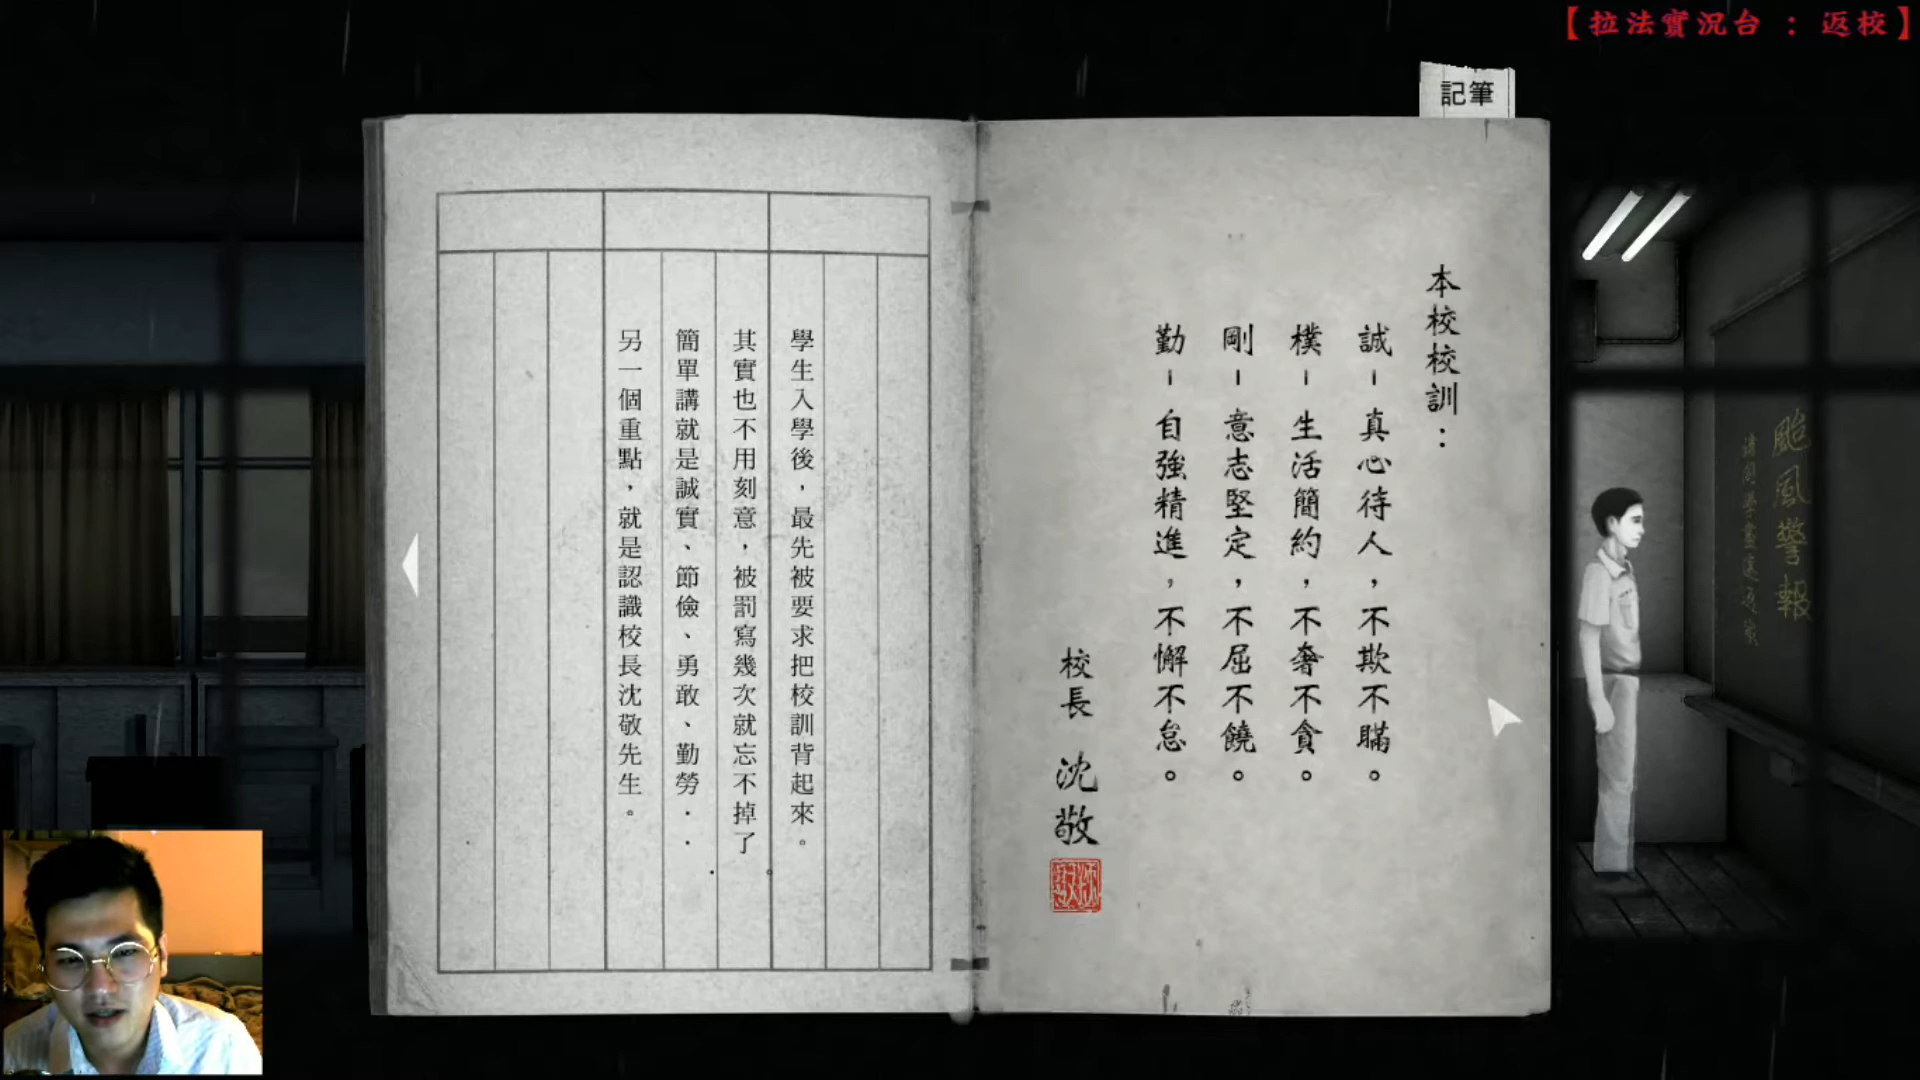 【拉法實況台 : 返校】
記筆
本校校訓：
誠-真心待人，不欺不瞞。
樸-生活簡約，不奢不貪。
剛-意志堅定，不屈不饒。
勤-自強精進，不懈不怠。
校長 沈敬
學生入學後，最先被要求把校訓背起來。
其實也不用刻意，被罰寫幾次就忘不掉了
簡單講就是誠實、節儉、勇敢、勤勞．．
另一個重點，就是認識校長沈敬先生。
颱風警報